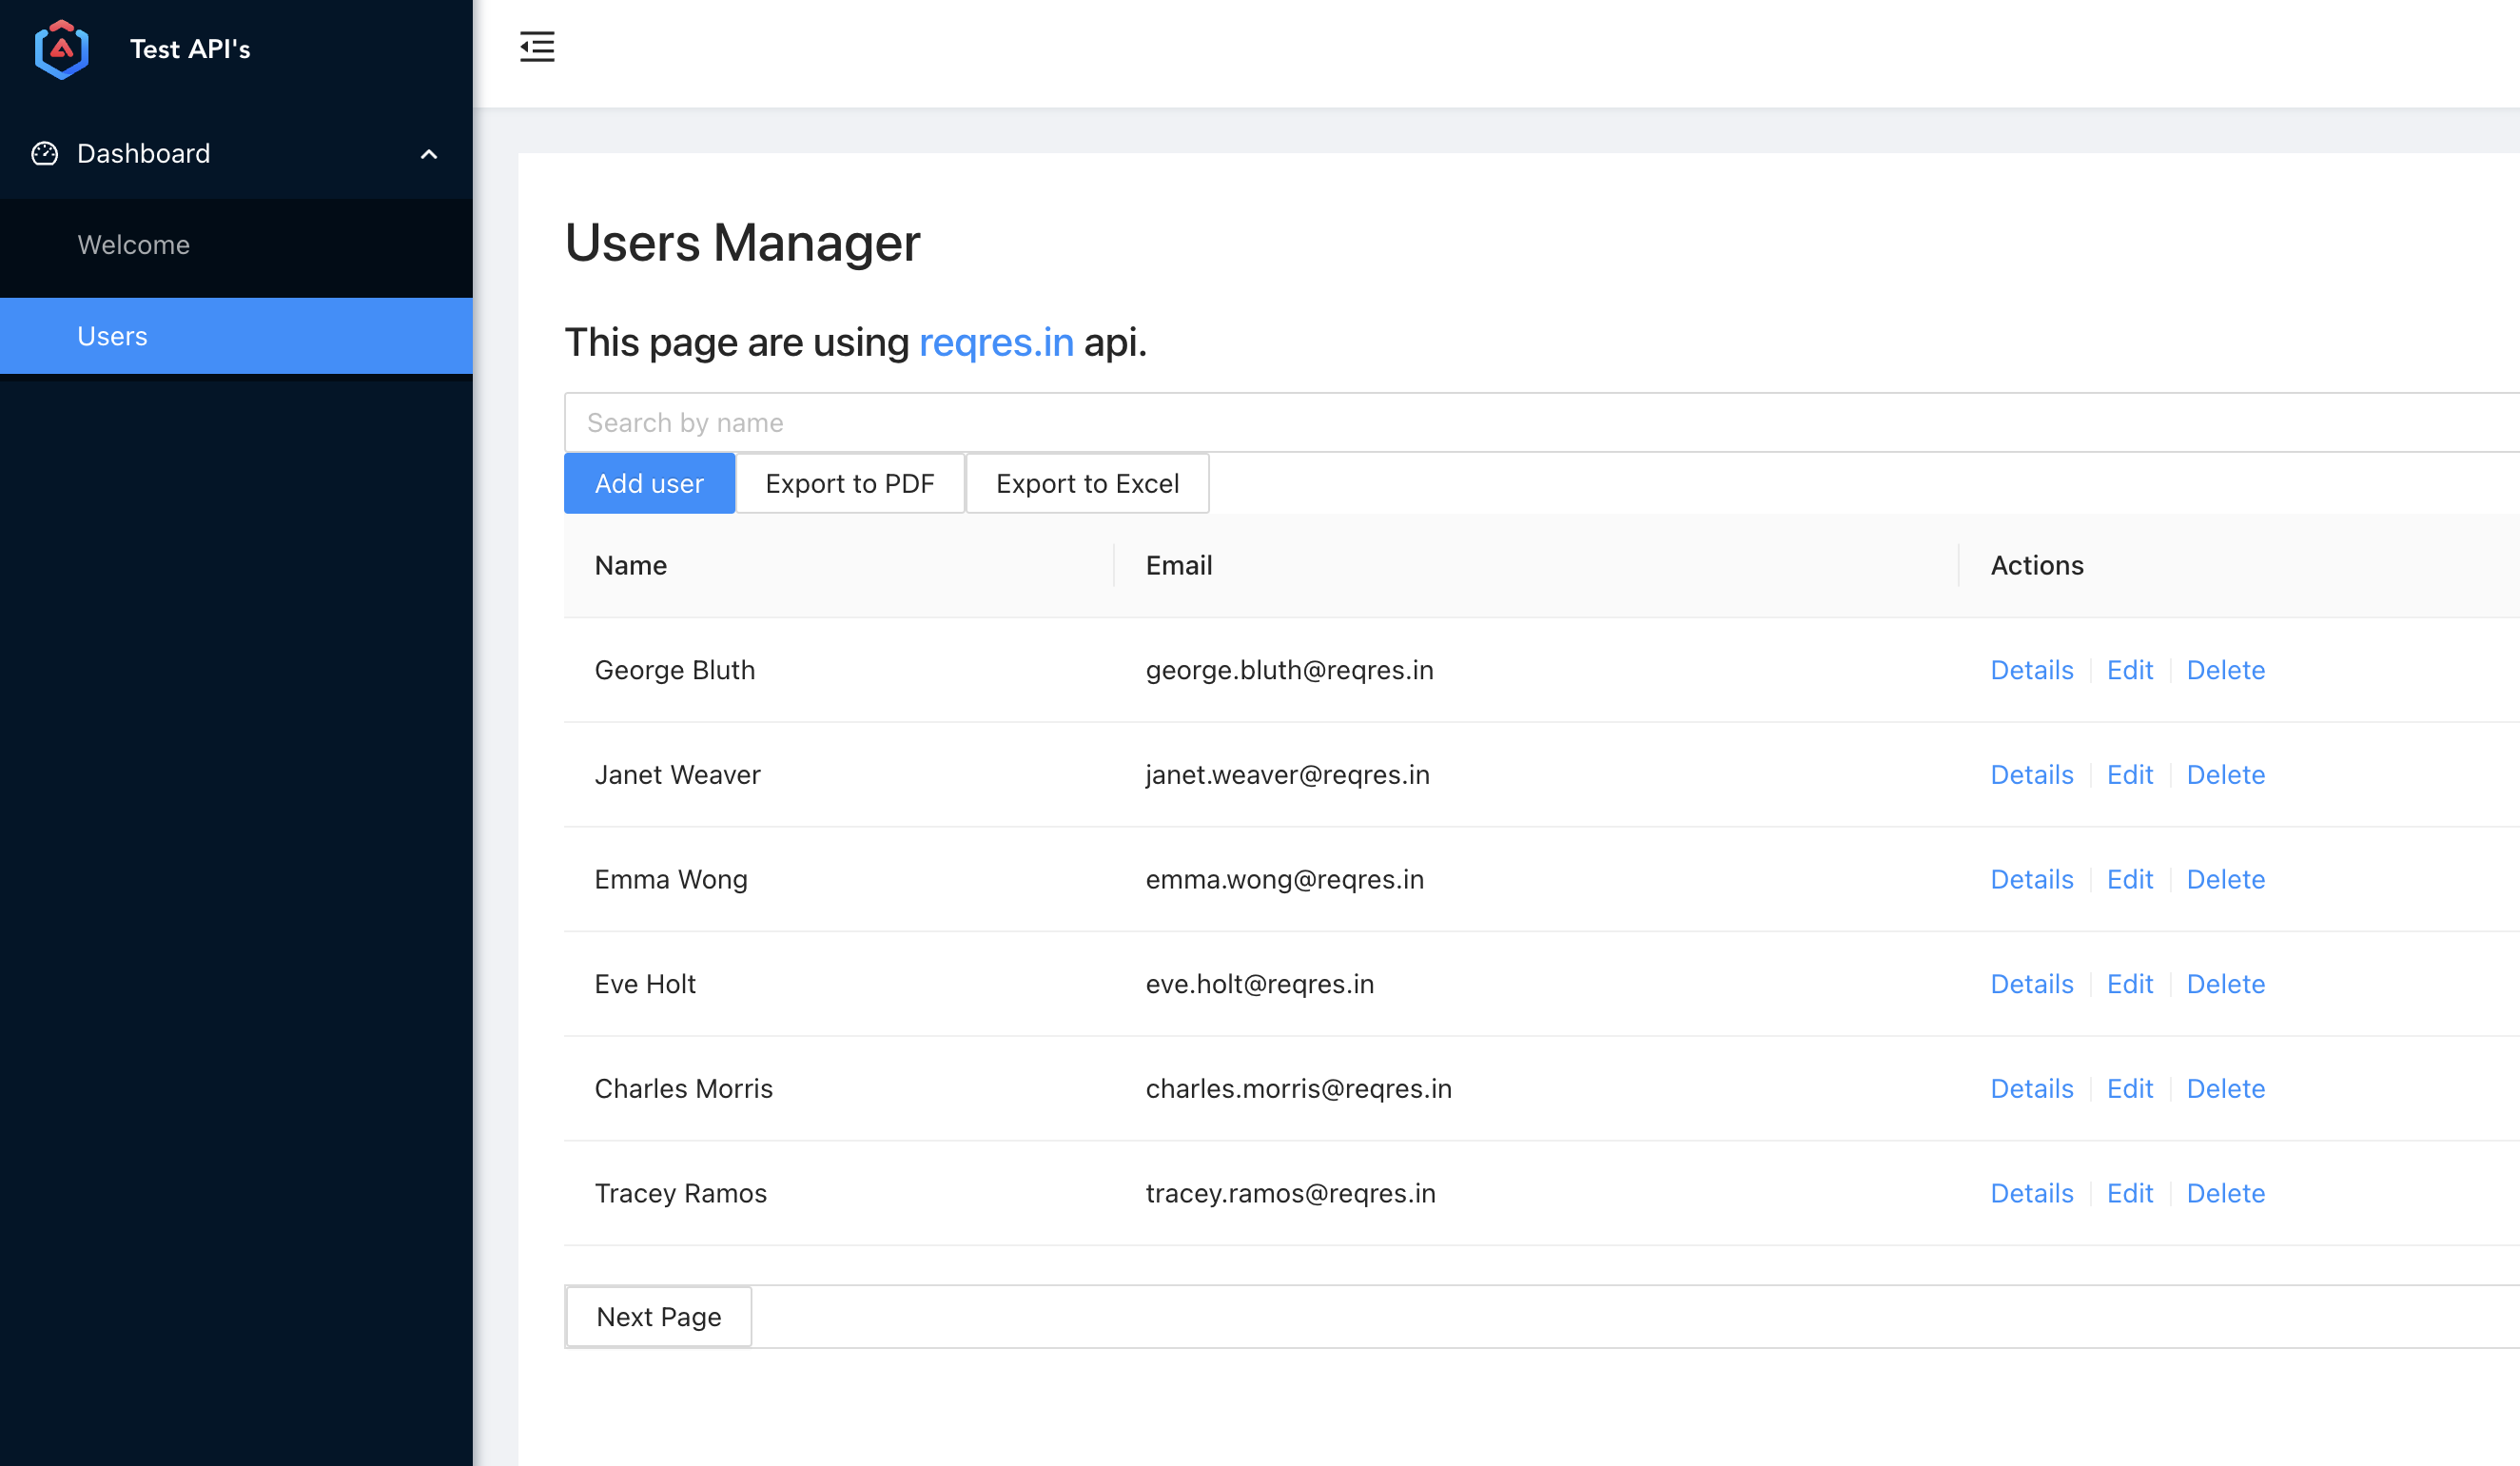 Test API's
Dashboard
Welcome
Users
Users Manager
This page are using reqres.in api.
Search by name
Add user Export to PDF Export to Excel
Name Email Actions
George Bluth george.bluth@reqres.in Details Edit Delete
Janet Weaver janet.weaver@reqres.in Details Edit Delete
Emma Wong emma.wong@reqres.in Details Edit Delete
Eve Holt eve.holt@reqres.in Details Edit Delete
Charles Morris charles.morris@reqres.in Details Edit Delete
Tracey Ramos tracey.ramos@reqres.in Details Edit Delete
Next Page